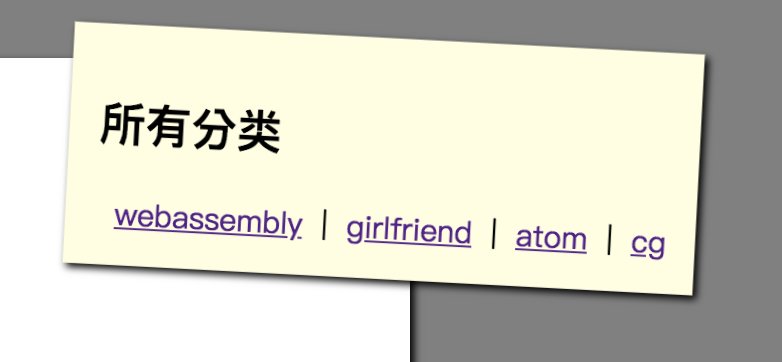 所有分类
webassembly | girlfriend | atom | cg